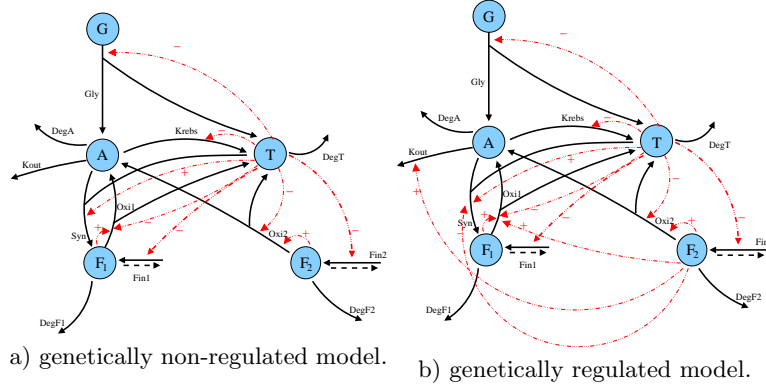 G
Gly
DegA
Kout
A
Krebs
T
DegT
+
Oxi1
Syn
+
Oxi2
+
F1
Fin1
F2
Fin2
DegF1
DegF2
a) genetically non-regulated model.
G
Gly
DegA
Kout
A
Krebs
T
DegT
+
+
Oxi1
Syn
+
+
+
Oxi2
+
F1
Fin1
F2
Fin
DegF1
DegF2
b) genetically regulated model.